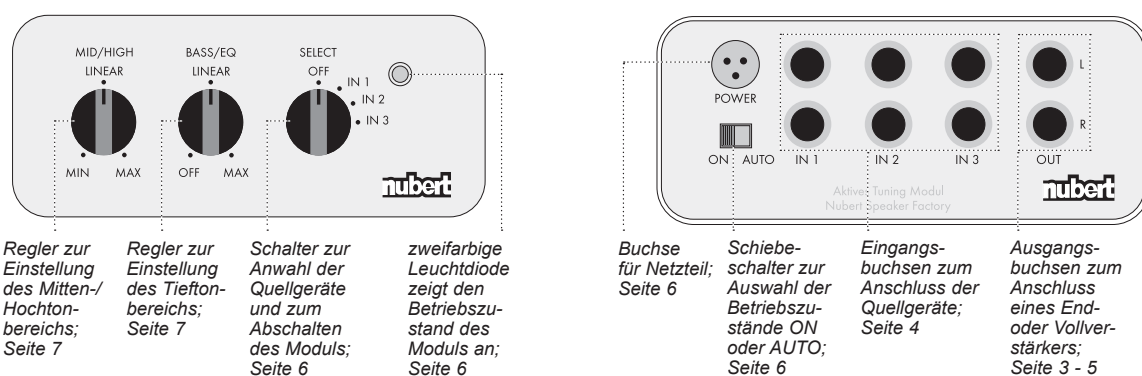 MID/HIGH
LINEAR
MIN MAX
BASS/EQ
LINEAR
OFF MAX
SELECT
OFF
IN 1
IN 2
IN 3
nubert
Regler zur
Einstellung
des Mitten-/
Hochton-
bereichs;
Seite 7
Regler zur
Einstellung
des Tiefton-
bereichs;
Seite 7
Schalter zur
Anwahl der
Quellgeräte
und zum
Abschalten
des Moduls;
Seite 6
zweifarbige
Leuchtdiode
zeigt den
Betriebszu-
stand des
Moduls an;
Seite 6
POWER
ON AUTO
IN 1
IN 2
IN 3
L
R
OUT
Aktives Tuning Modul
Nubert Speaker Factory
nubert
Buchse
für Netzteil;
Seite 6
Schiebe-
schalter zur
Auswahl der
Betriebszu-
stände ON
oder AUTO;
Seite 6
Eingangs-
buchsen zum
Anschluss der
Quellgeräte;
Seite 4
Ausgangs-
buchsen zum
Anschluss
eines End-
oder Vollver-
stärkers;
Seite 3 - 5